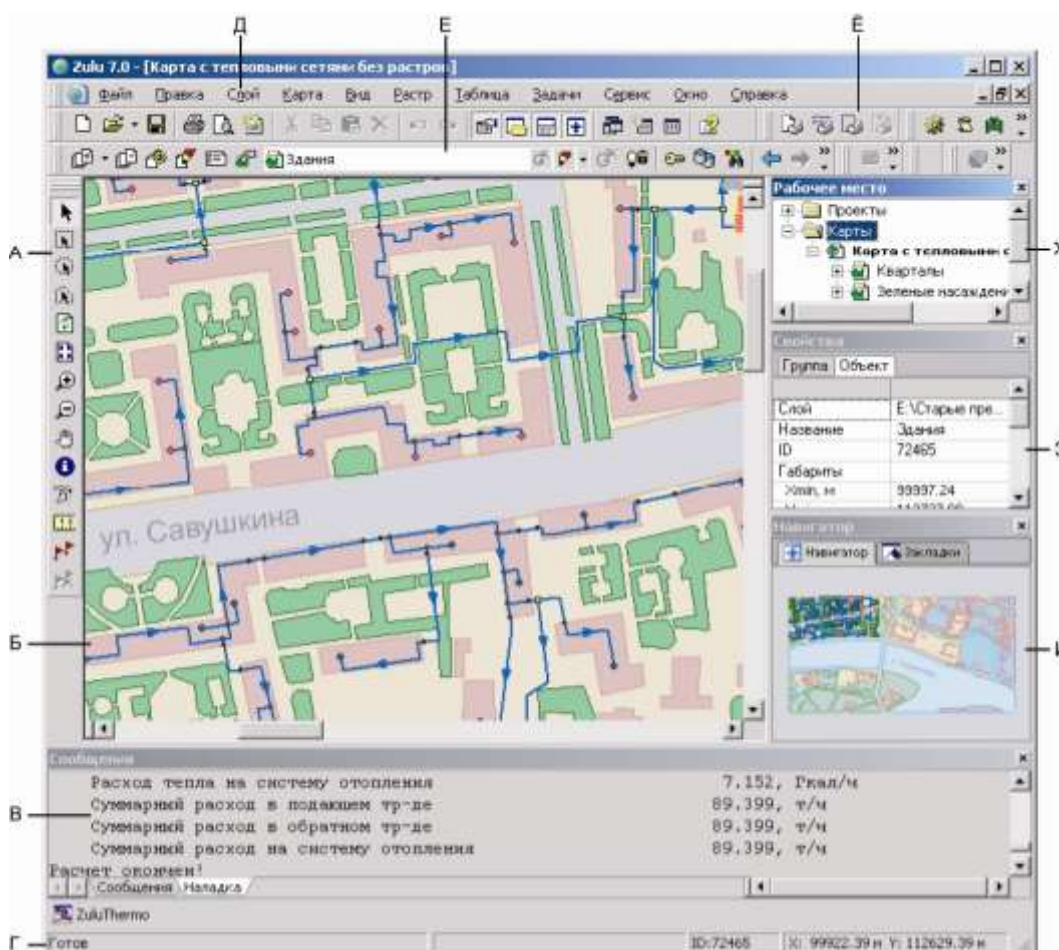 Д Е Ё
Zulu 7.0 - [Карта с тепловыми сетями без растров]
Файл Правка Слой Карта Вид Растр Таблица Задачи Сервис Окно Справка
Здания
Рабочее место
Проекты
Карты
Карта с тепловыми с
Кварталы
Зеленые насаждени
А
Ж
Свойства
Группа Объект
Слой Е:\Старые пре...
Название Здания
ID 72465
Габариты
Xmin, м 99997.24
З
Навигатор
Навигатор Закладки
И
ул. Савушкина
Б
Сообщения
Расход тепла на систему отопления 7.152, Гкал/ч
Суммарный расход в подающем тр-де 89.399, т/ч
Суммарный расход в обратном тр-де 89.399, т/ч
Суммарный расход на систему отопления 89.399, т/ч
Расчет окончен!
В
Сообщения Наладка
ZuluThermo
Г
Готов ID:72465 X: 99922.39 м Y: 112629.39 м